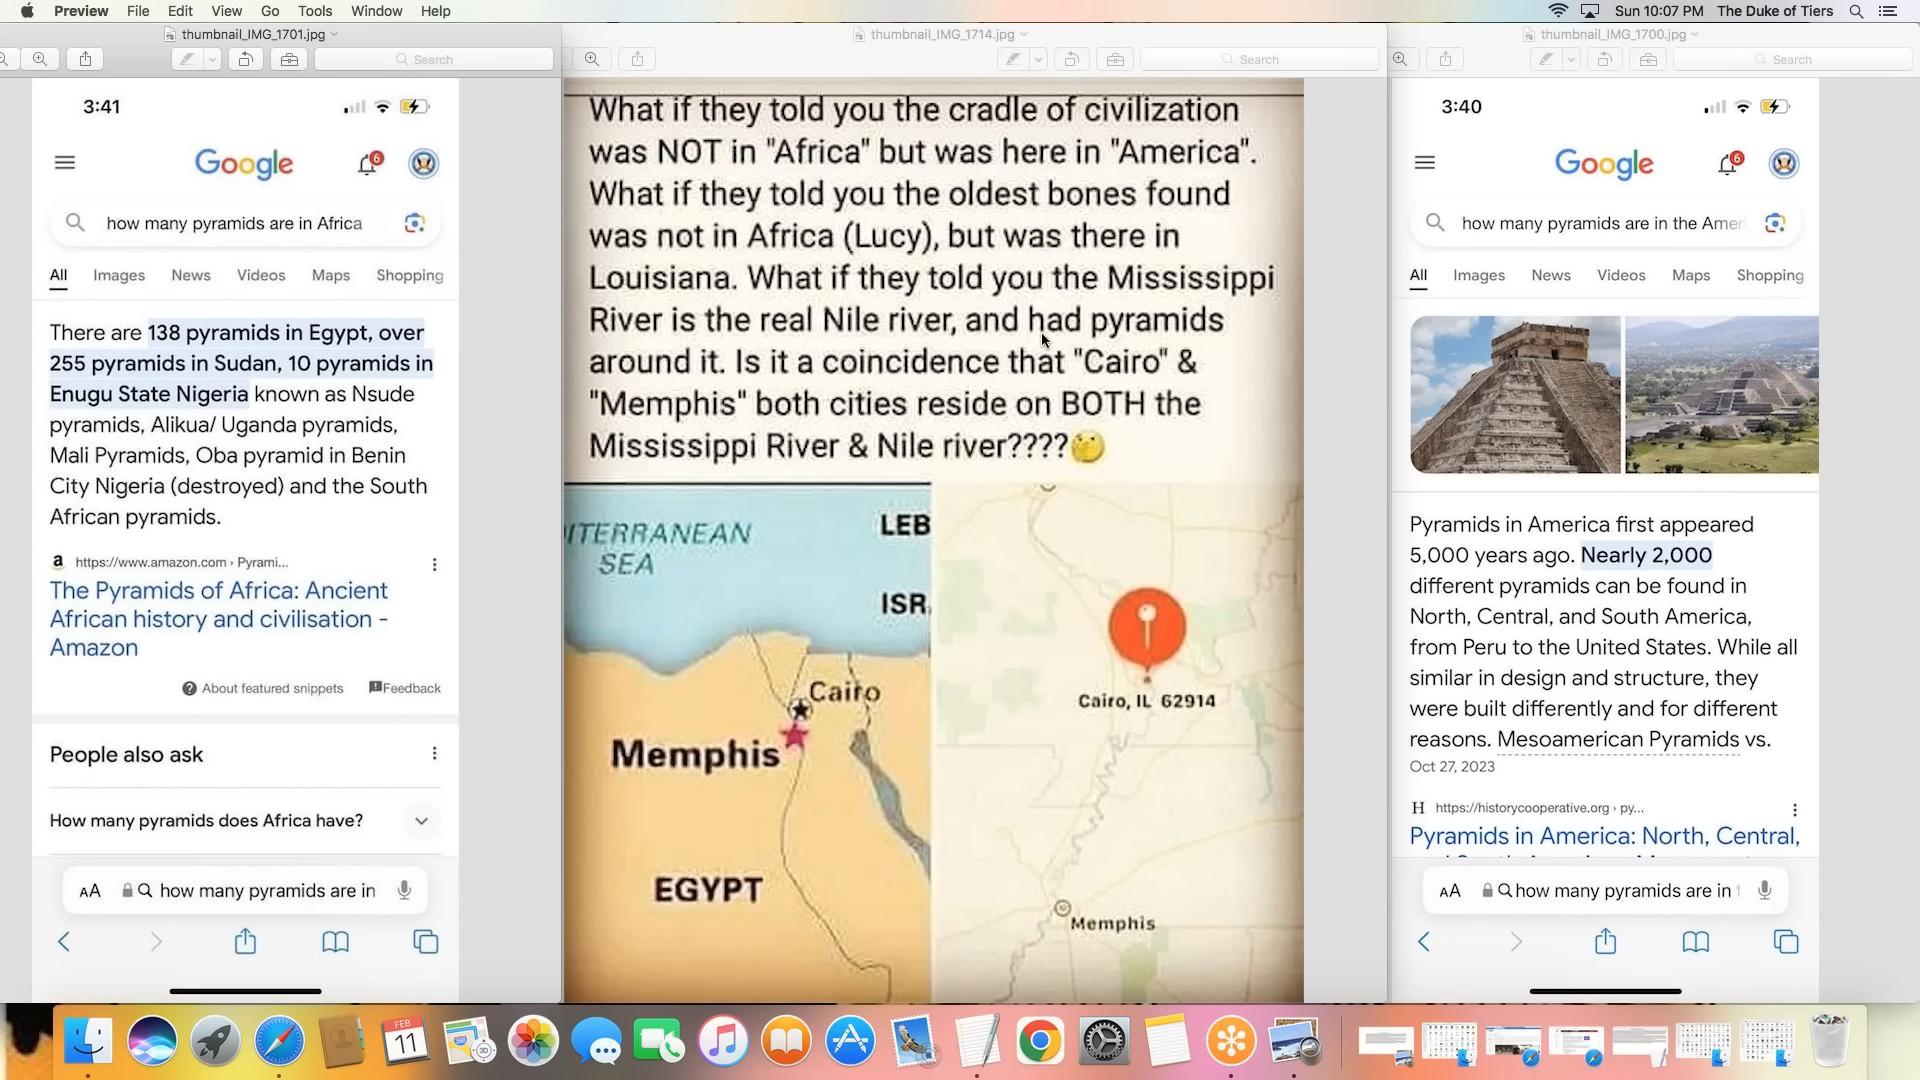 Preview File Edit View Go Tools Window Help
Sun 10:07 PM The Duke of Tiers
thumbnail_IMG_1701.jpg
Search
3:41
Google
6
how many pyramids are in Africa
All Images News Videos Maps Shopping
There are 138 pyramids in Egypt, over
255 pyramids in Sudan, 10 pyramids in
Enugu State Nigeria known as Nsude
pyramids, Alikua/ Uganda pyramids,
Mali Pyramids, Oba pyramid in Benin
City Nigeria (destroyed) and the South
African pyramids.
a https://www.amazon.com › Pyrami...
The Pyramids of Africa: Ancient
African history and civilisation -
Amazon
About featured snippets Feedback
People also ask
How many pyramids does Africa have?
AA how many pyramids are in
thumbnail_IMG_1714.jpg
Search
What if they told you the cradle of civilization
was NOT in "Africa" but was here in "America".
What if they told you the oldest bones found
was not in Africa (Lucy), but was there in
Louisiana. What if they told you the Mississippi
River is the real Nile river, and had pyramids
around it. Is it a coincidence that "Cairo" &
"Memphis" both cities reside on BOTH the
Mississippi River & Nile river????🤔
ITERRANEAN
SEA
LEB
ISR
Cairo
Memphis
EGYPT
Cairo, IL 62914
Memphis
thumbnail_IMG_1700.jpg
Search
3:40
Google
6
how many pyramids are in the Amer
All Images News Videos Maps Shopping
Pyramids in America first appeared
5,000 years ago. Nearly 2,000
different pyramids can be found in
North, Central, and South America,
from Peru to the United States. While all
similar in design and structure, they
were built differently and for different
reasons. Mesoamerican Pyramids vs.
Oct 27, 2023
H https://historycooperative.org › py...
Pyramids in America: North, Central,
AA how many pyramids are in
FEB
11
3D